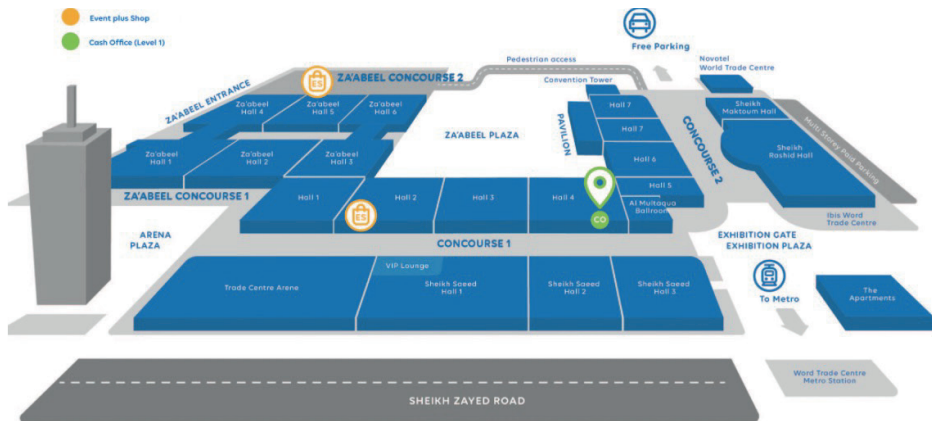 Event plus Shop
Cash Office (Level 1)
Free Parking
Novotel
World Trade Centre
Pedestrian access
Convention Tower
ZA'ABEEL CONCOURSE 2
ZA'ABEEL ENTRANCE
Za'abeel
Hall 4
Za'abeel
Hall 5
Za'abeel
Hall 6
ZA'ABEEL PLAZA
PAVILION
Hall 7
Hall 7
Hall 6
Hall 5
Al Multaqua
Ballroom
CONCOURSE 2
Sheikh
Maktoum Hall
Sheikh
Rashid Hall
Multi Storey Paid Parking
Za'abeel
Hall 1
Za'abeel
Hall 2
Za'abeel
Hall 3
ZA'ABEEL CONCOURSE 1
Hall 1
Hall 2
Hall 3
Hall 4
CO
Ibis Word
Trade Centre
ARENA
PLAZA
CONCOURSE 1
EXHIBITION GATE
EXHIBITION PLAZA
VIP Lounge
Trade Centre Arene
Sheikh Saeed
Hall 1
Sheikh Saeed
Hall 2
Sheikh Saeed
Hall 3
To Metro
The
Apartments
Word Trade Centre
Metro Station
SHEIKH ZAYED ROAD